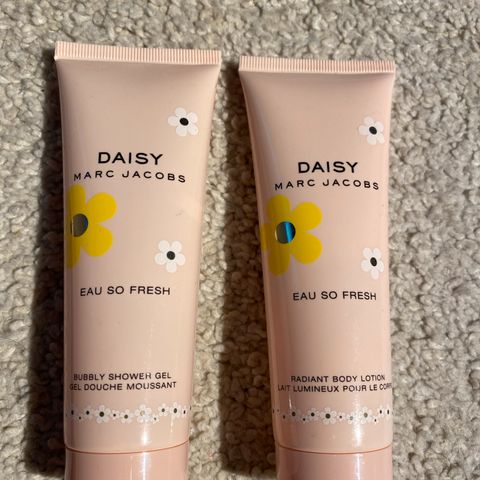 DAISY
MARC JACOBS
EAU SO FRESH
BUBBLY SHOWER GEL
GEL DOUCHE MOUSSANT
DAISY
MARC JACOBS
EAU SO FRESH
RADIANT BODY LOTION
LAIT LUMINEUX POUR LE CORPS